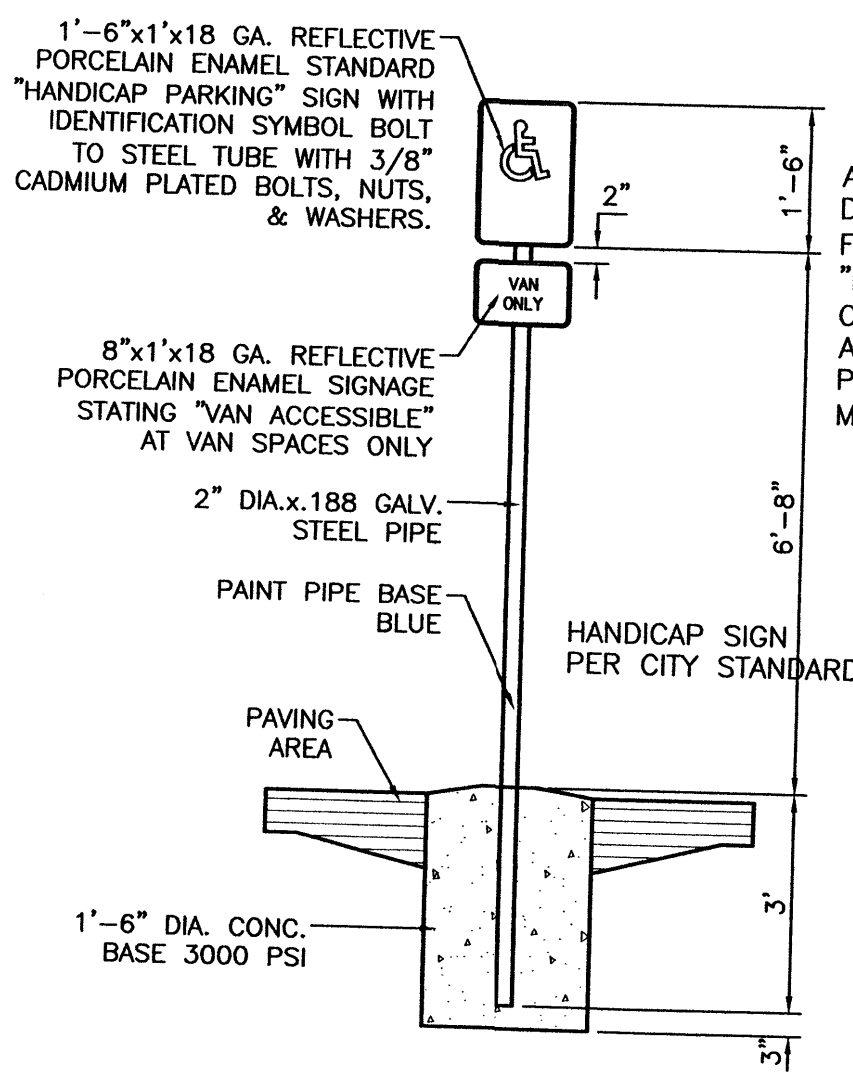 1'-6"x1'x18 GA. REFLECTIVE
PORCELAIN ENAMEL STANDARD
"HANDICAP PARKING" SIGN WITH
IDENTIFICATION SYMBOL BOLT
TO STEEL TUBE WITH 3/8"
CADMIUM PLATED BOLTS, NUTS,
& WASHERS.
2"
1'-6"
VAN
ONLY
8"x1'x18 GA. REFLECTIVE
PORCELAIN ENAMEL SIGNAGE
STATING "VAN ACCESSIBLE"
AT VAN SPACES ONLY
2" DIA.x.188 GALV.
STEEL PIPE
6'-8"
PAINT PIPE BASE
BLUE
HANDICAP SIGN
PER CITY STANDARD
PAVING
AREA
3'
1'-6" DIA. CONC.
BASE 3000 PSI
3"